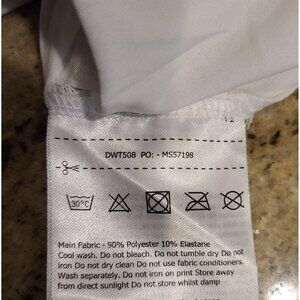 DWT508 PO: - MS57198
30°C
Main Fabric - 90% Polyester 10% Elastane
Cool wash. Do not bleach. Do not tumble dry Do not
iron Do not dry clean Do not use fabric conditioners.
Wash separately. Do not iron on print Store away
from direct sunlight Do not store whilst damp